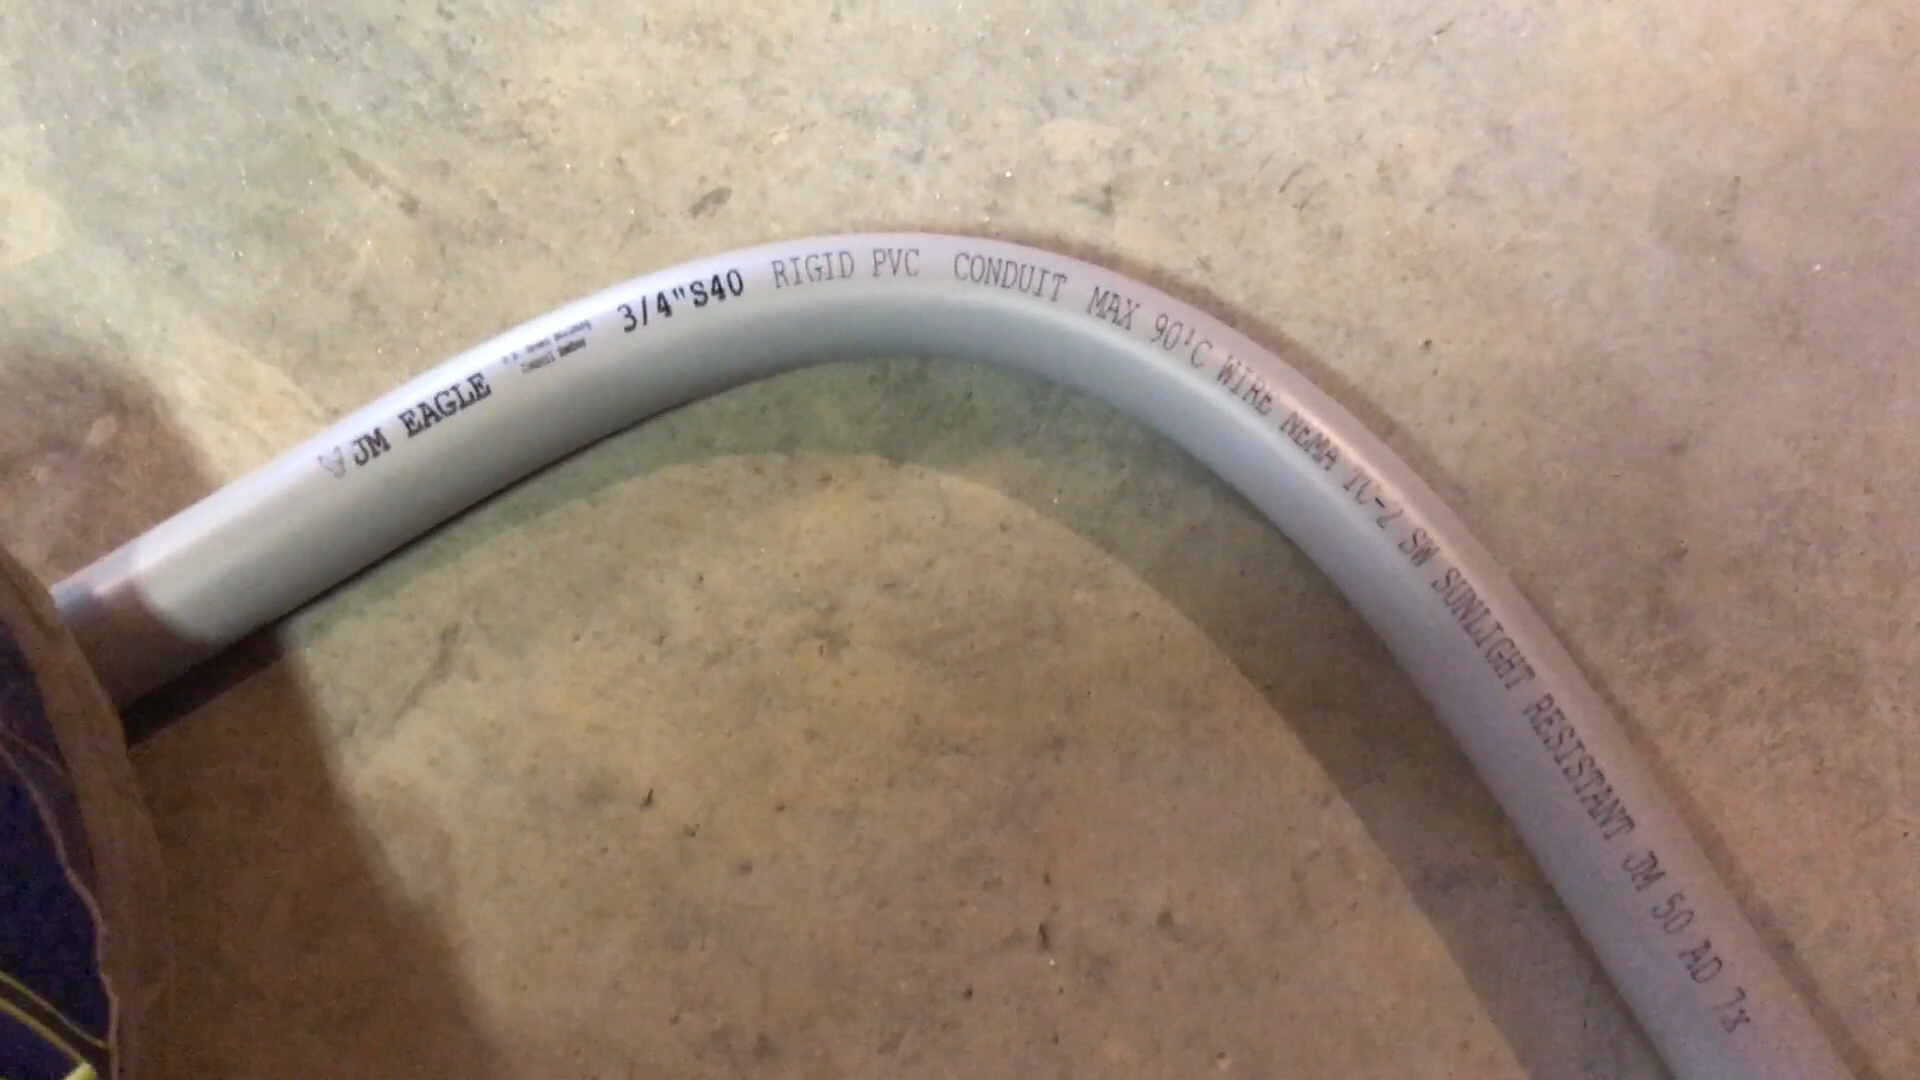 JM EAGLE 3/4"S40 RIGID PVC CONDUIT MAX 90'C WIRE NEMA TC-2 SW SUNLIGHT RESISTANT JM 50 AD 7x